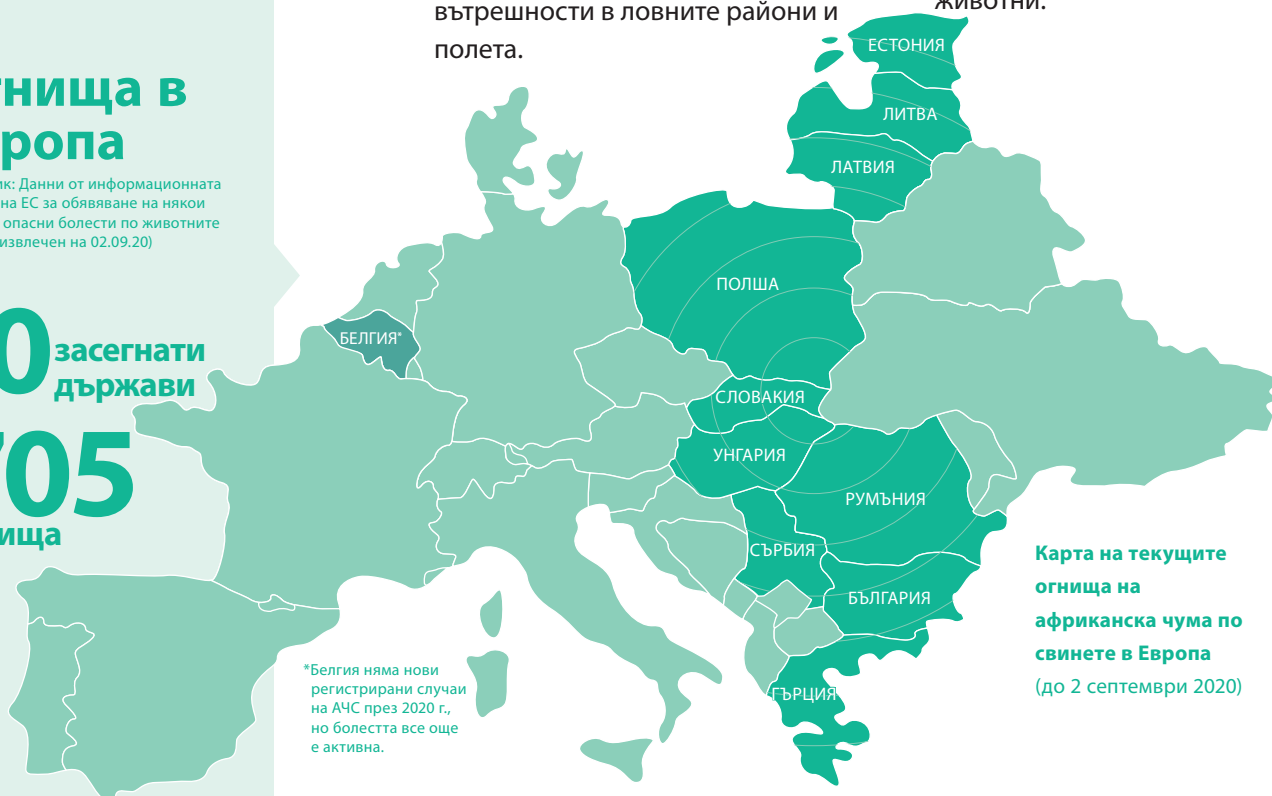 вътрешности в ловните райони и
полета.
животни.
нища в
ропа
ик: Данни от информационната
на ЕС за обявяване на някои
опасни болести по животните
извлечен на 02.09.20)
0 засегнати
държави
705
ища
ЕСТОНИЯ
ЛИТВА
ЛАТВИЯ
ПОЛША
БЕЛГИЯ*
СЛОВАКИЯ
УНГАРИЯ
РУМЪНИЯ
СЪРБИЯ
БЪЛГАРИЯ
ГЪРЦИЯ
*Белгия няма нови
регистрирани случаи
на АЧС през 2020 г.,
но болестта все още
е активна.
Карта на текущите
огнища на
африканска чума по
свинете в Европа
(до 2 септември 2020)